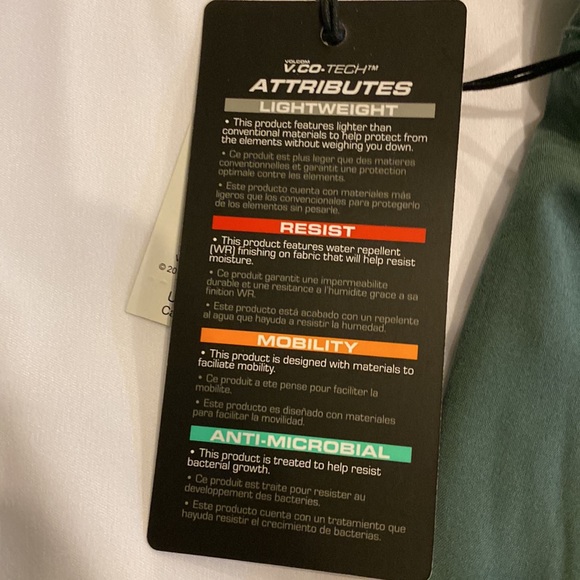 VOLCOM
V.CO-TECH™
ATTRIBUTES
LIGHTWEIGHT
• This product features lighter than
conventional materials to help protect from
the elements without weighing you down.
• Ce produit est plus leger que des matieres
conventionnelles et garantit une protection
optimale contre les elements.
• Este producto cuenta con materiales más
ligeros que los convencionales para protegerlo
de los elementos sin pesarle.
RESIST
• This product features water repellent
(WR) finishing on fabric that will help resist
moisture.
• Ce produit garantit une impermeabilite
durable et une resitance a l'humidite grace a sa
finition WR.
• Este producto está acabado con un repelente
al agua que hayuda a resistir la humedad.
MOBILITY
• This product is designed with materials to
faciliate mobility.
• Ce produit a ete pense pour faciliter la
mobilite.
• Este producto es diseñado con materiales
para facilitar la movilidad.
ANTI-MICROBIAL
• This product is treated to help resist
bacterial growth.
• Ce produit est traite pour resister au
developpement des bacteries.
• Este producto cuenta con un tratamiento que
hayuda resistir el crecimiento de bacterias.